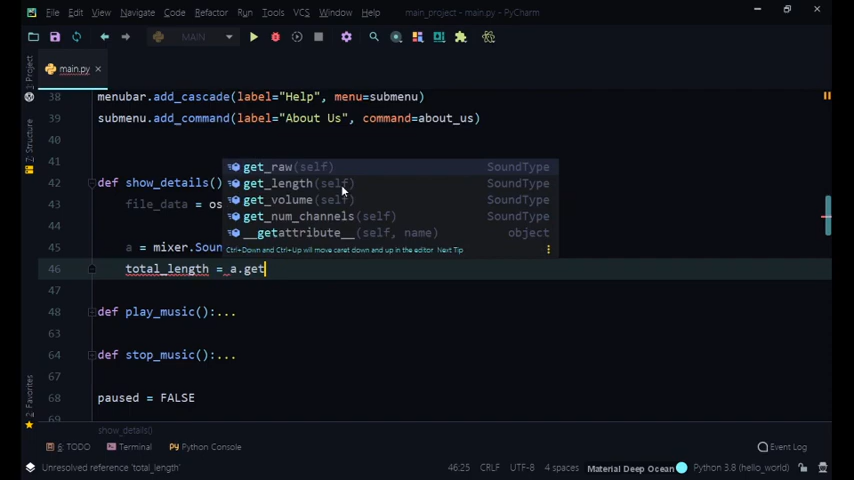 File Edit View Navigate Code Refactor Run Tools VCS Window Help main_project - main.py - PyCharm
MAIN
main.py
1: Project
38 menubar.add_cascade(label="Help", menu=submenu)
39 submenu.add_command(label="About Us", command=about_us)
40
41
42 def show_details()
43 file_data = os
44
45 a = mixer.Soun
46 total_length = a.get
47
48 def play_music():...
63
64 def stop_music():...
67
68 paused = FALSE
69
get_raw(self) SoundType
get_length(self) SoundType
get_volume(self) SoundType
get_num_channels(self) SoundType
__getattribute__(self, name) object
Ctrl+Down and Ctrl+Up will move caret down and up in the editor Next Tip
Z: Structure
2: Favorites
show_details()
6: TODO Terminal Python Console Event Log
Unresolved reference 'total_length' 46:25 CRLF UTF-8 4 spaces Material Deep Ocean Python 3.8 (hello_world)